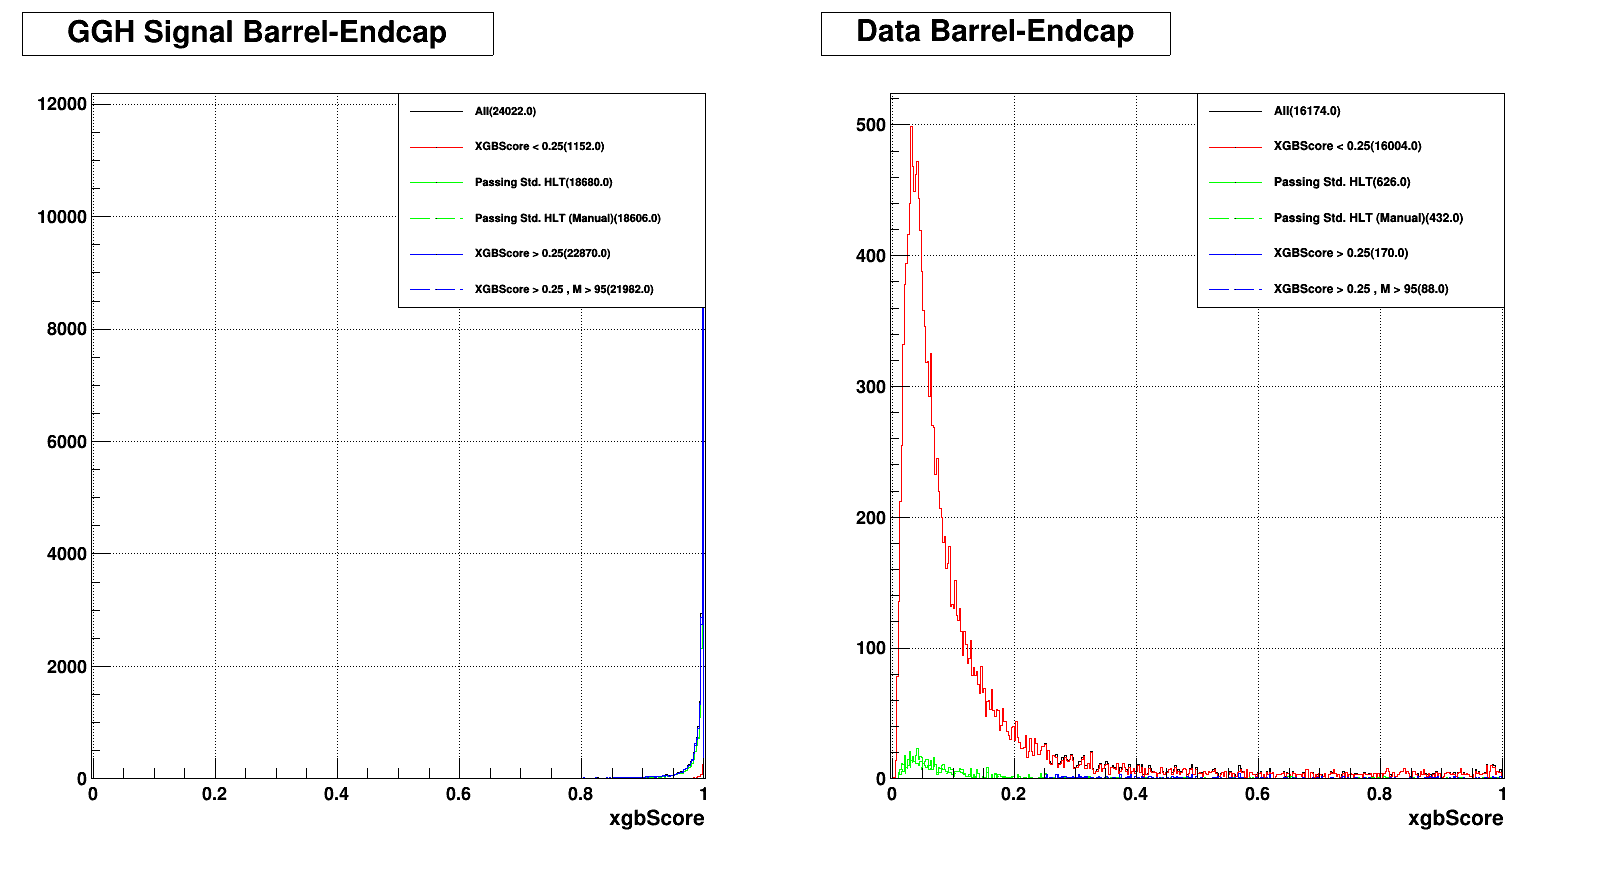 GGH Signal Barrel-Endcap
12000
10000
8000
6000
4000
2000
0
All(24022.0)
XGBScore < 0.25(1152.0)
Passing Std. HLT(18680.0)
Passing Std. HLT (Manual)(18606.0)
XGBScore > 0.25(22870.0)
XGBScore > 0.25 , M > 95(21982.0)
0 0.2 0.4 0.6 0.8 1
xgbScore
Data Barrel-Endcap
500
400
300
200
100
0
All(16174.0)
XGBScore < 0.25(16004.0)
Passing Std. HLT(626.0)
Passing Std. HLT (Manual)(432.0)
XGBScore > 0.25(170.0)
XGBScore > 0.25 , M > 95(88.0)
0 0.2 0.4 0.6 0.8 1
xgbScore